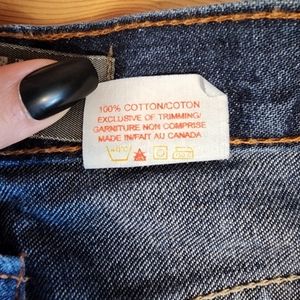 100% COTTON/COTON
EXCLUSIVE OF TRIMMING/
GARNITURE NON COMPRISE
MADE IN/FAIT AU CANADA